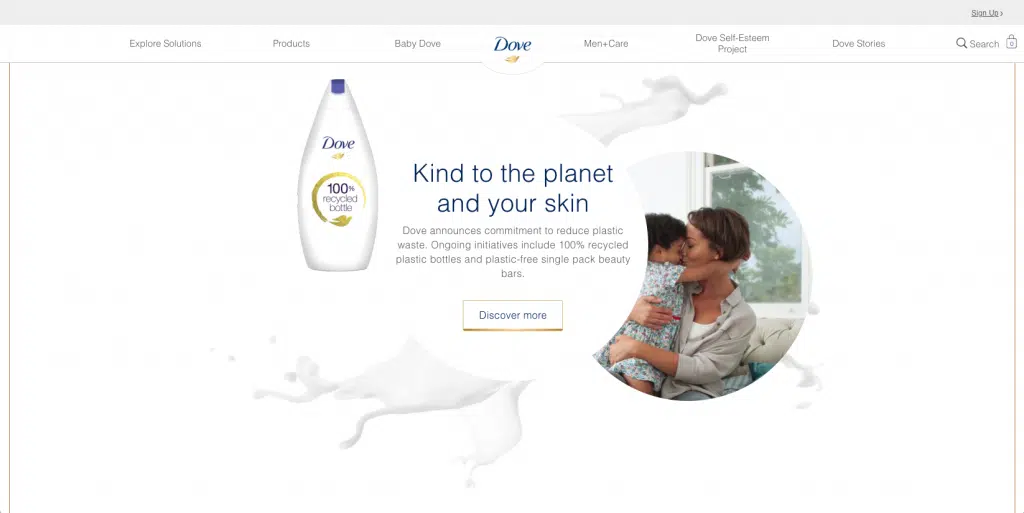 Sign Up ›
Explore Solutions
Products
Baby Dove
Dove
Men+Care
Dove Self-Esteem
Project
Dove Stories
Search
0
Dove
100%
recycled
bottle
Kind to the planet
and your skin
Dove announces commitment to reduce plastic
waste. Ongoing initiatives include 100% recycled
plastic bottles and plastic-free single pack beauty
bars.
Discover more